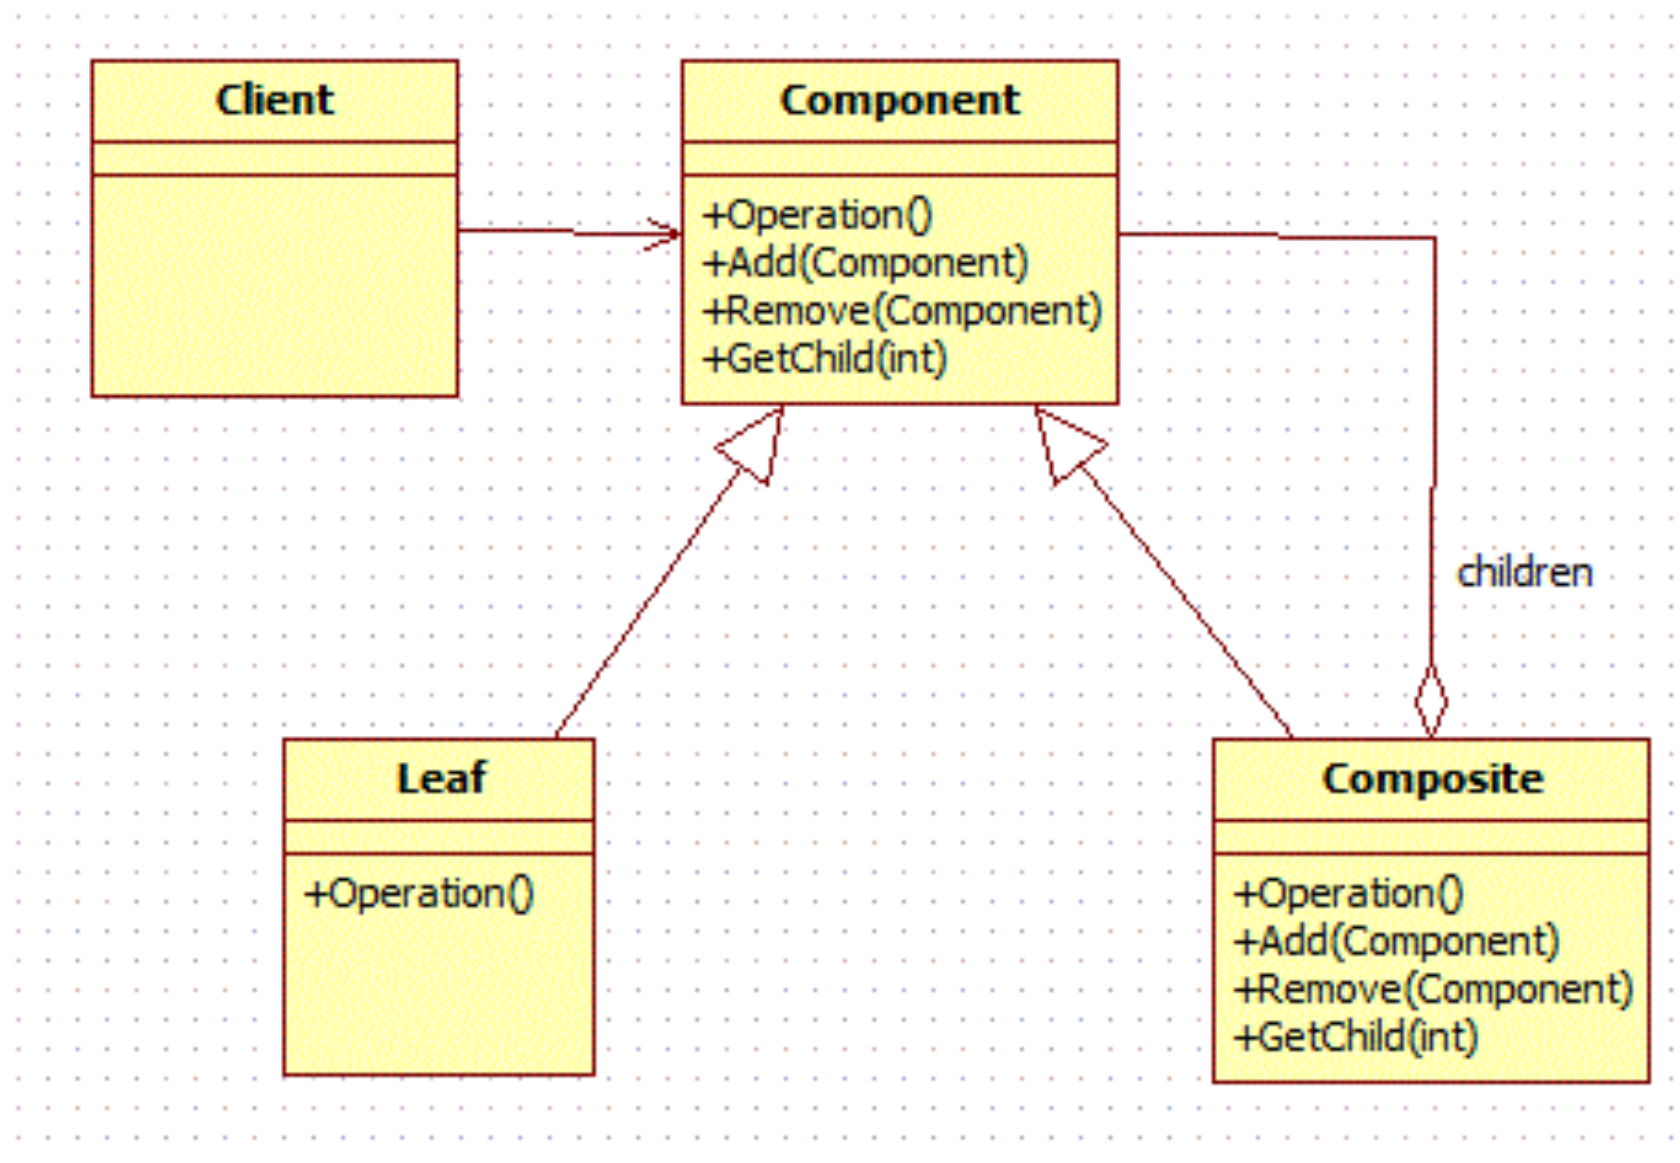 Client
Component
+Operation()
+Add(Component)
+Remove(Component)
+GetChild(int)
children
Leaf
+Operation()
Composite
+Operation()
+Add(Component)
+Remove(Component)
+GetChild(int)